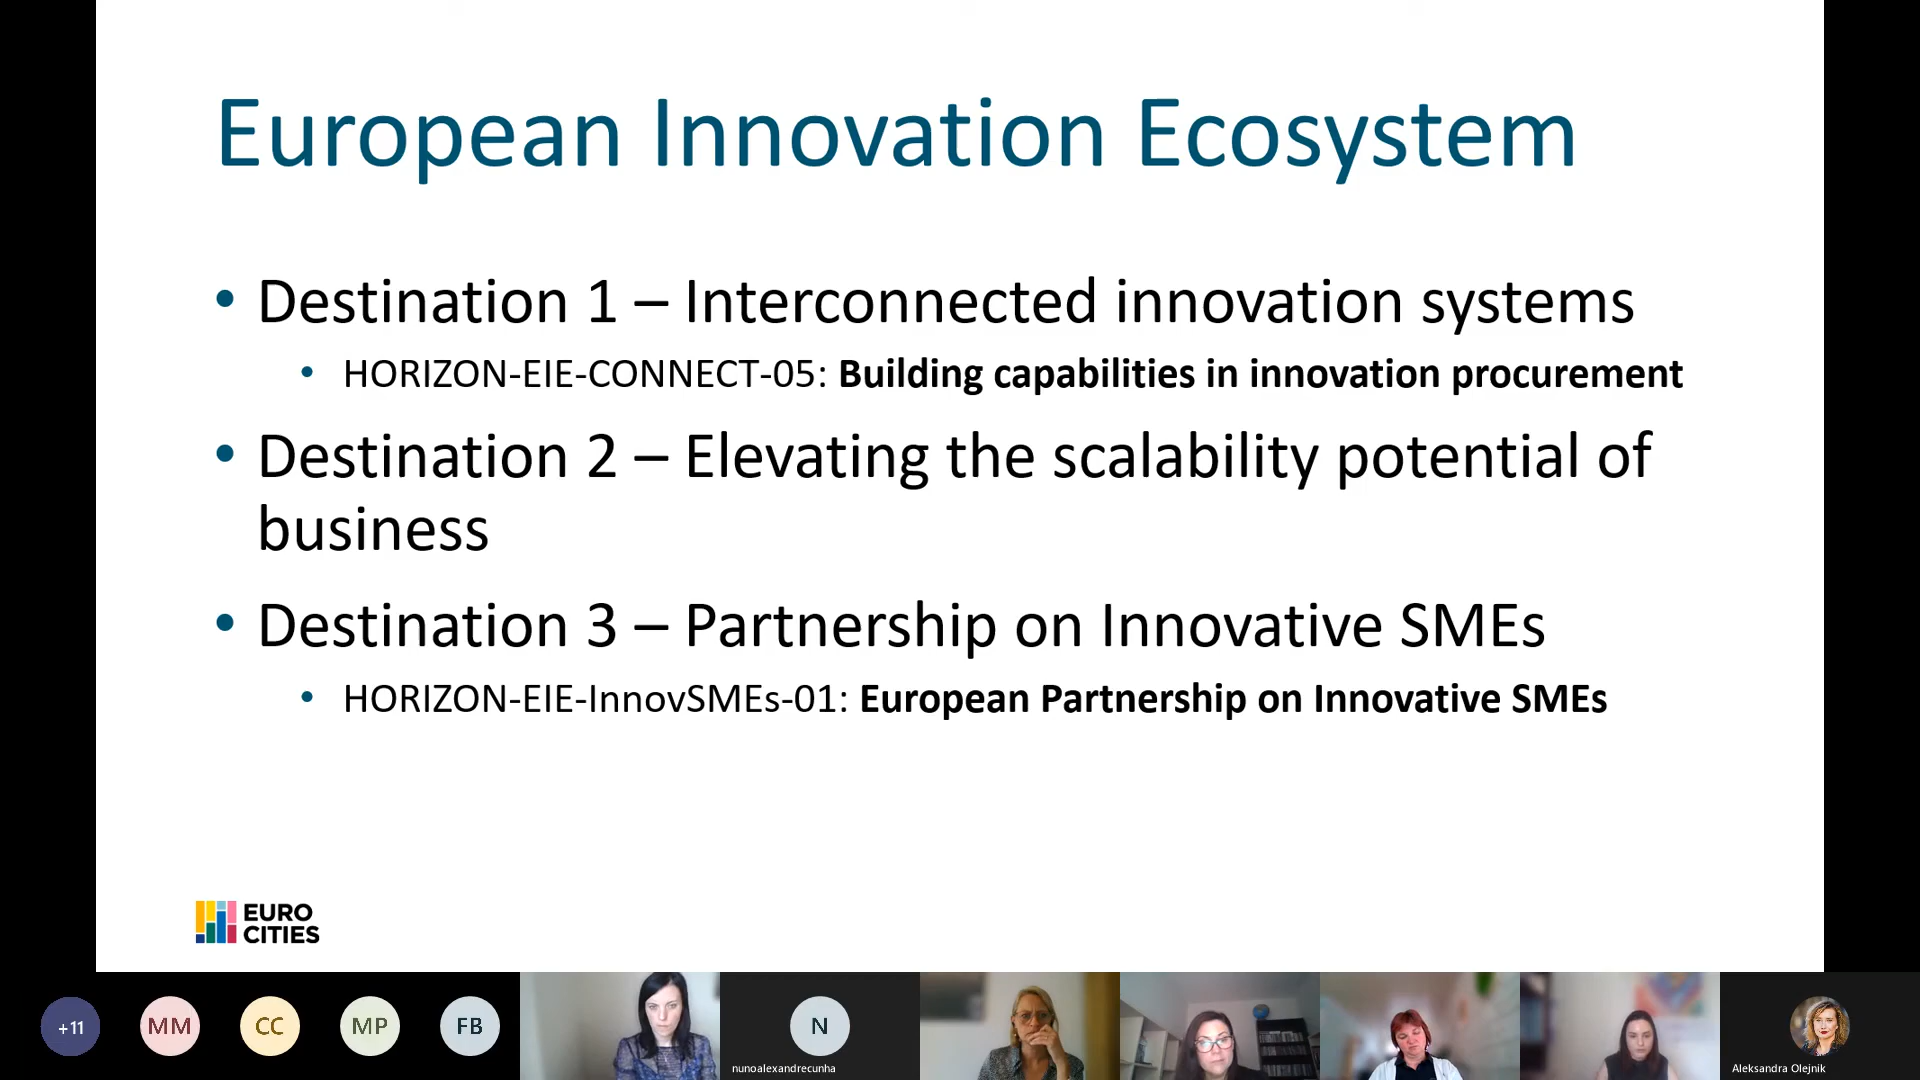 European Innovation Ecosystem
• Destination 1 – Interconnected innovation systems
• HORIZON-EIE-CONNECT-05: Building capabilities in innovation procurement
• Destination 2 – Elevating the scalability potential of
business
• Destination 3 – Partnership on Innovative SMEs
• HORIZON-EIE-InnovSMEs-01: European Partnership on Innovative SMEs
EURO
CITIES
+11
MM
CC
MP
FB
N
nunoalexandrecunha
Aleksandra Olejnik